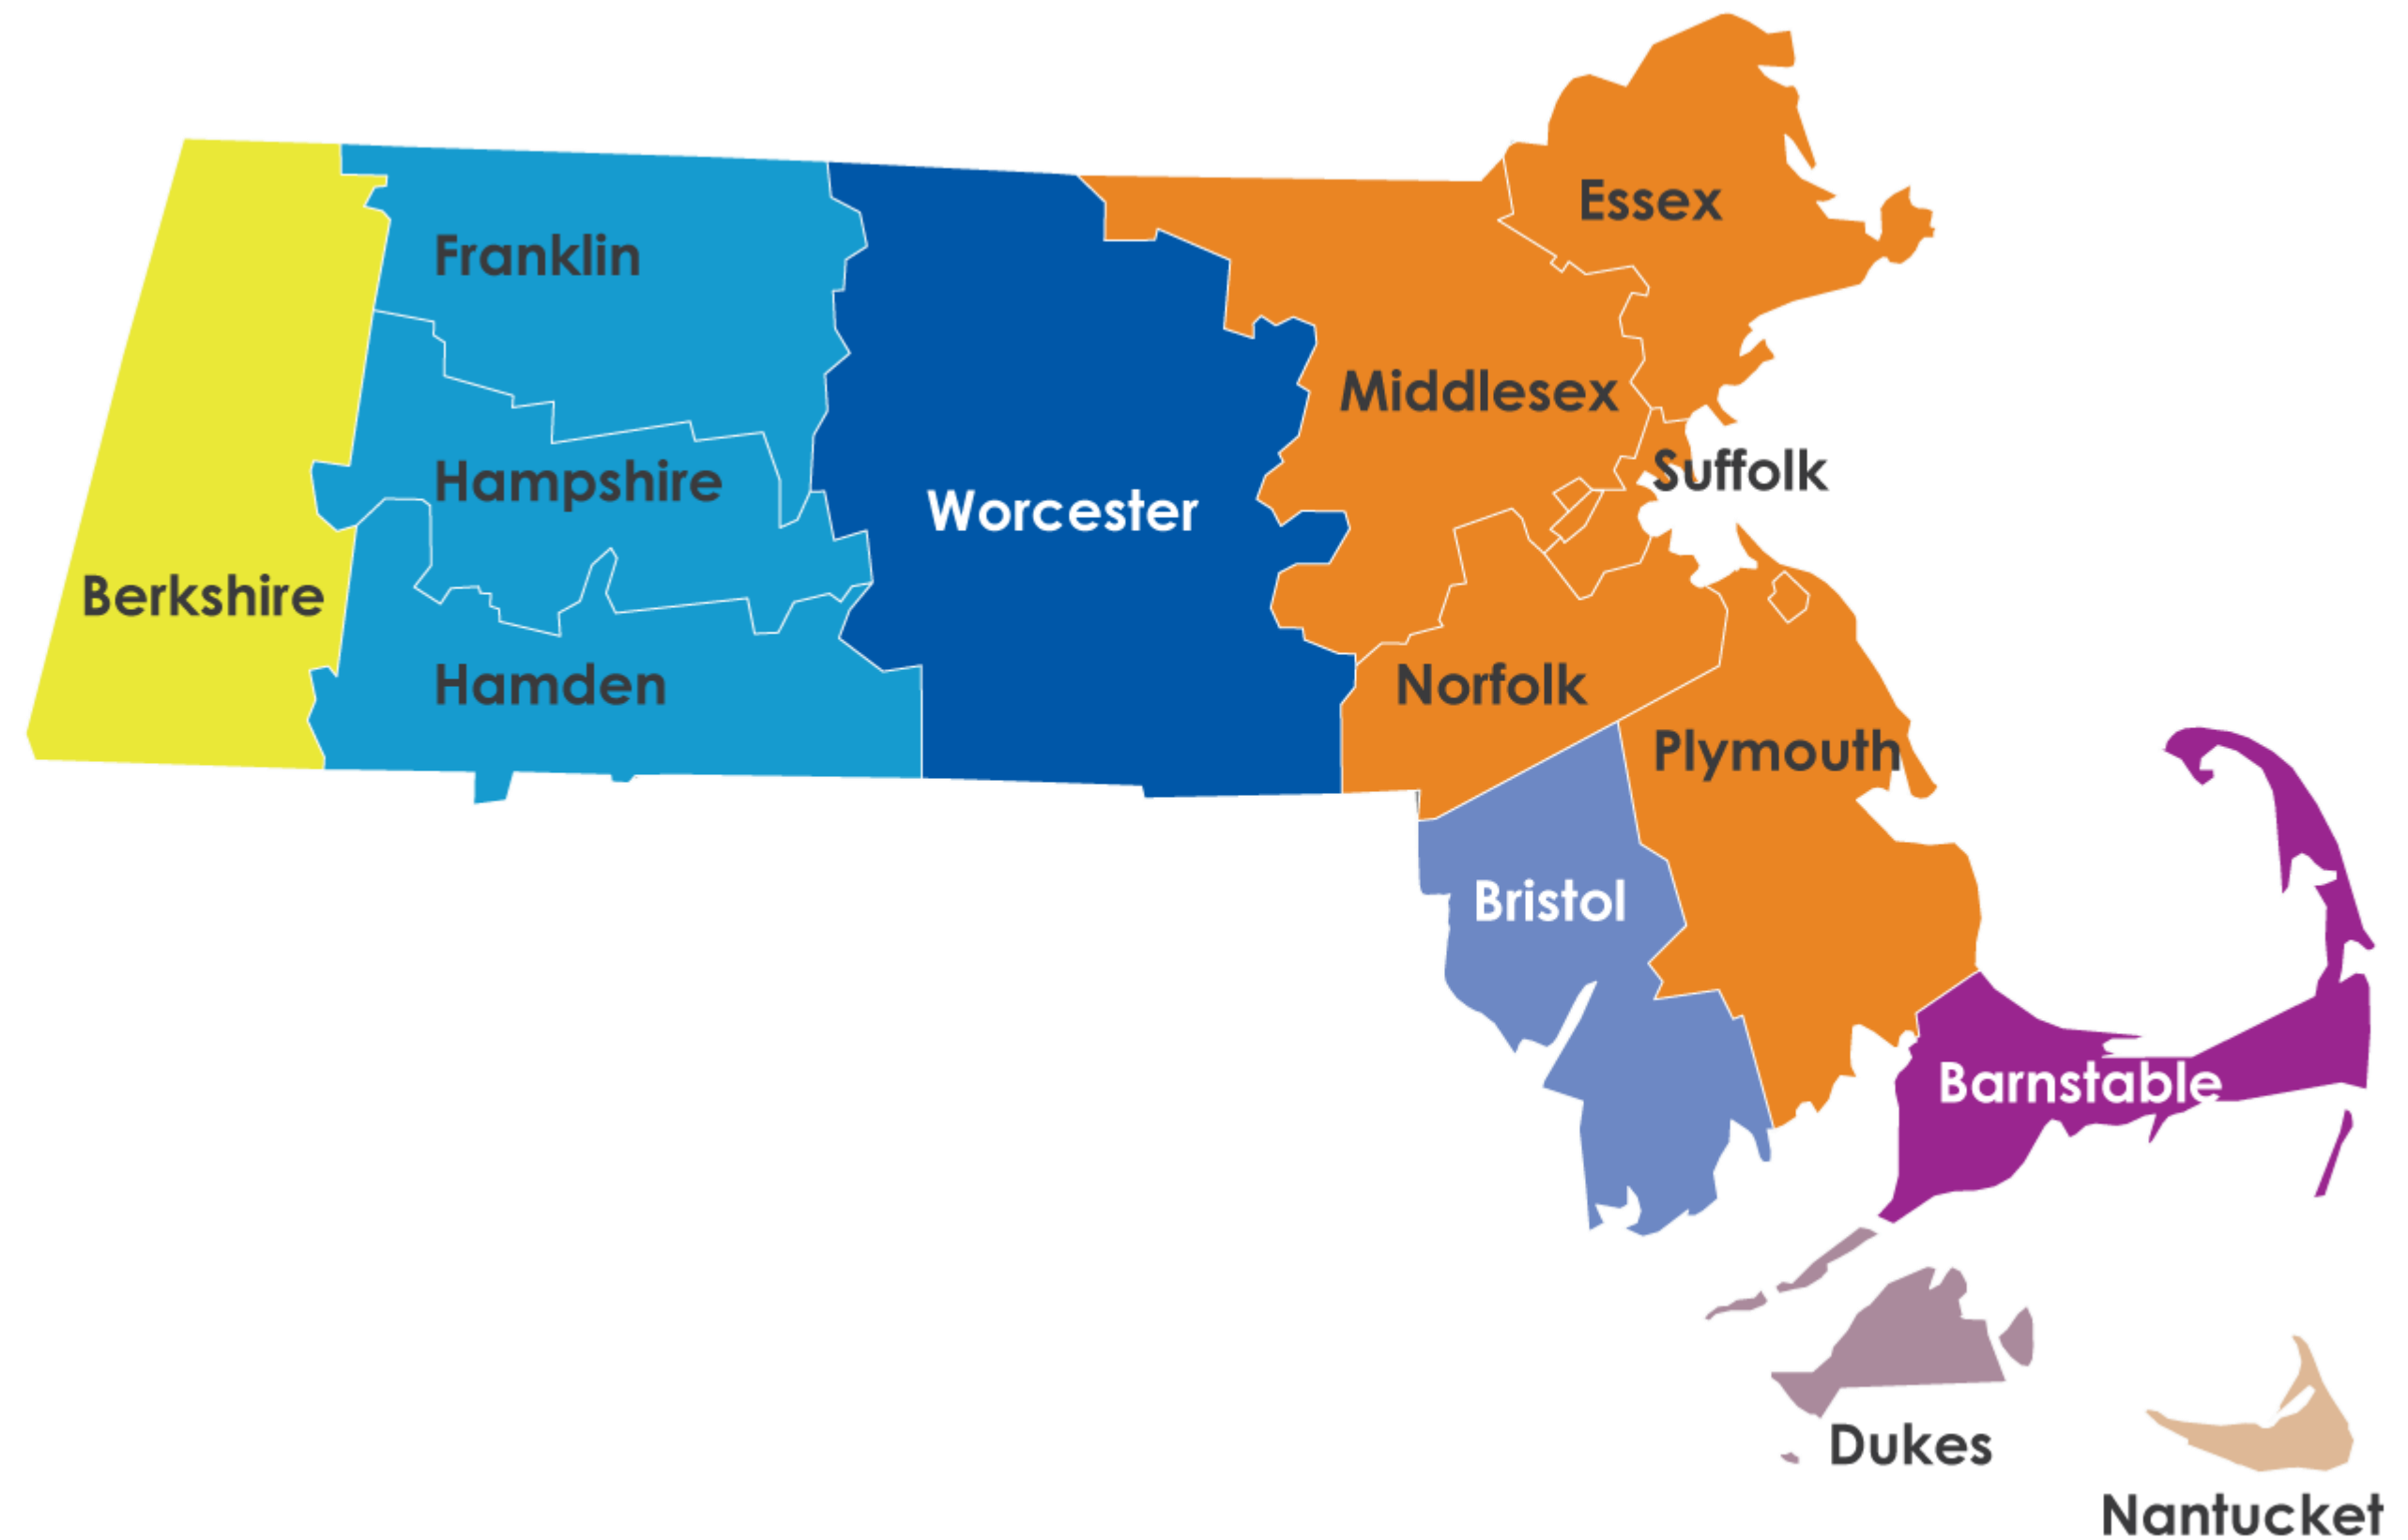 Essex
Franklin
Middlesex
Suffolk
Hampshire
Worcester
Berkshire
Hamden
Norfolk
Plymouth
Bristol
Barnstable
Dukes
Nantucket